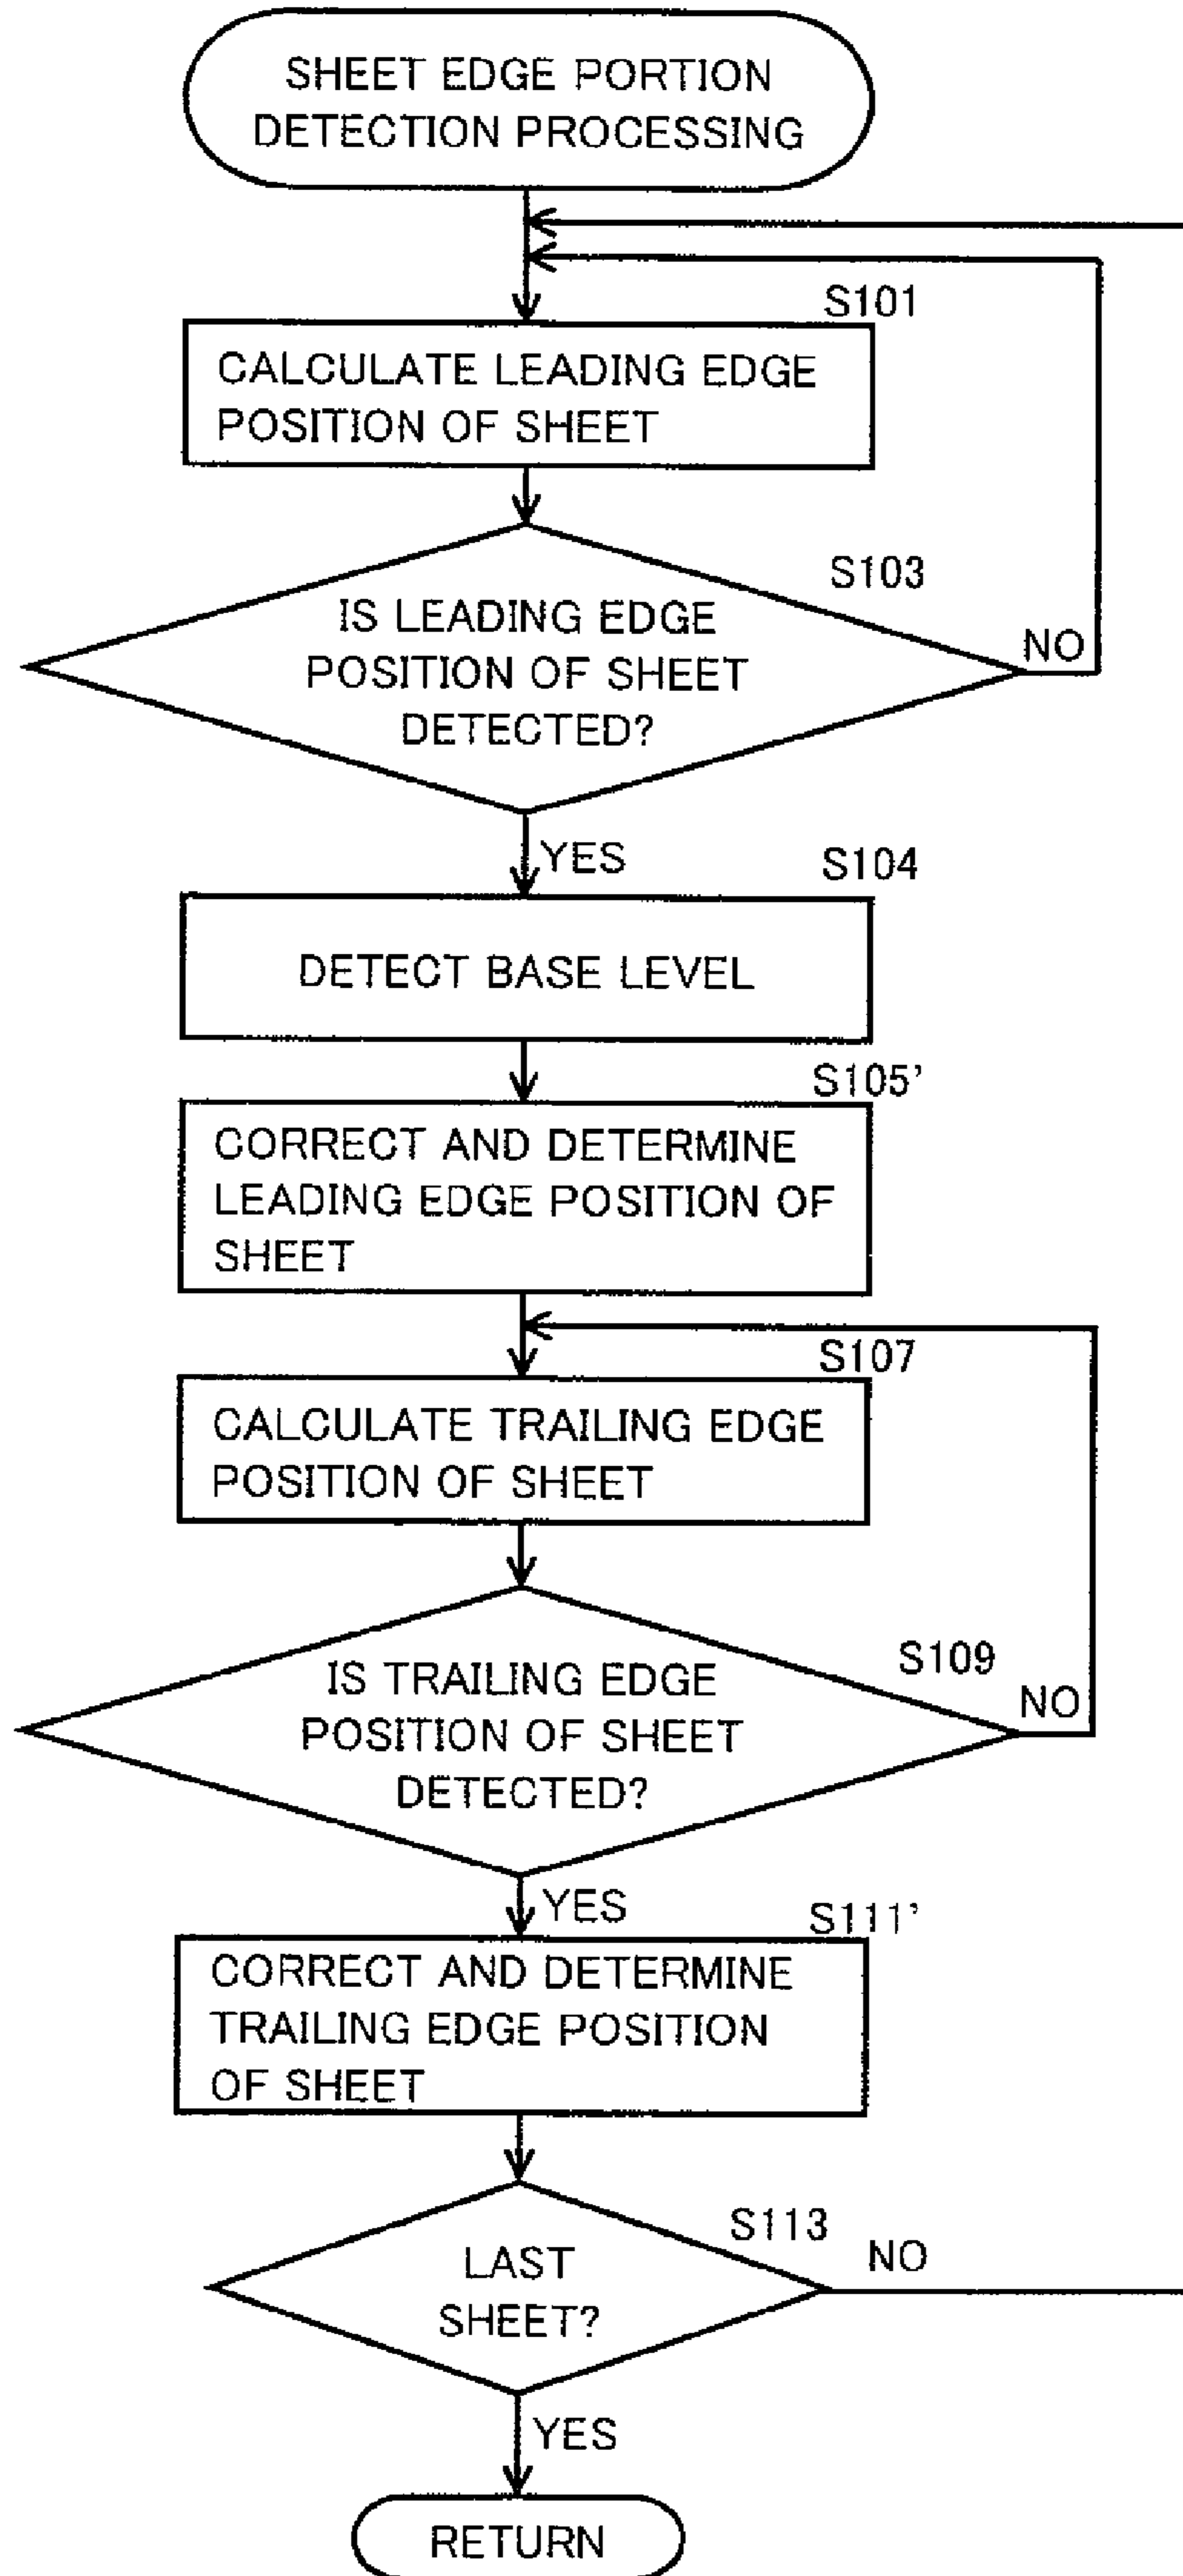 SHEET EDGE PORTION
DETECTION PROCESSING
S101
CALCULATE LEADING EDGE
POSITION OF SHEET
S103
IS LEADING EDGE
POSITION OF SHEET
DETECTED?
NO
YES
S104
DETECT BASE LEVEL
S105'
CORRECT AND DETERMINE
LEADING EDGE POSITION OF
SHEET
S107
CALCULATE TRAILING EDGE
POSITION OF SHEET
S109
IS TRAILING EDGE
POSITION OF SHEET
DETECTED?
NO
YES
S111'
CORRECT AND DETERMINE
TRAILING EDGE POSITION
OF SHEET
S113
LAST
SHEET?
NO
YES
RETURN